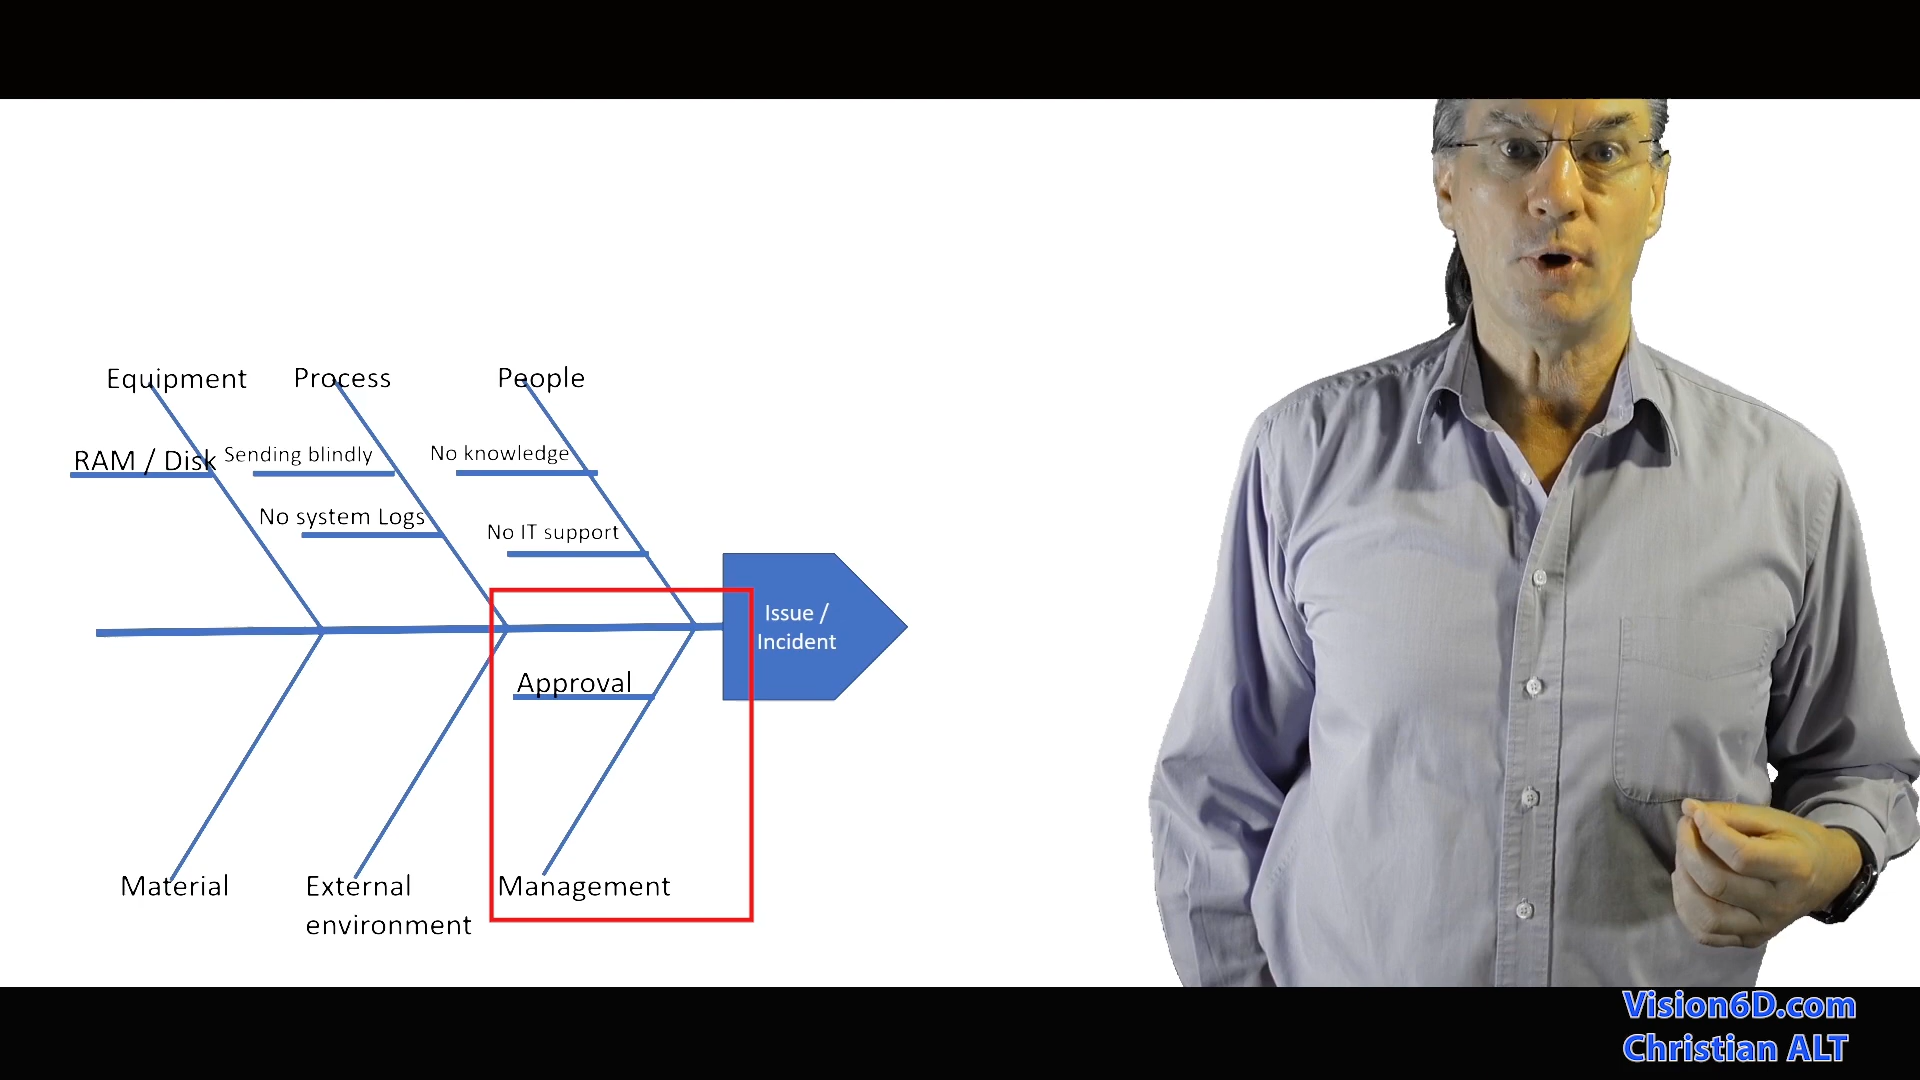 Equipment
Process
People
RAM / Disk
Sending blindly
No knowledge
No system Logs
No IT support
Issue /
Incident
Approval
Material
External
environment
Management
Vision6D.com
Christian ALT